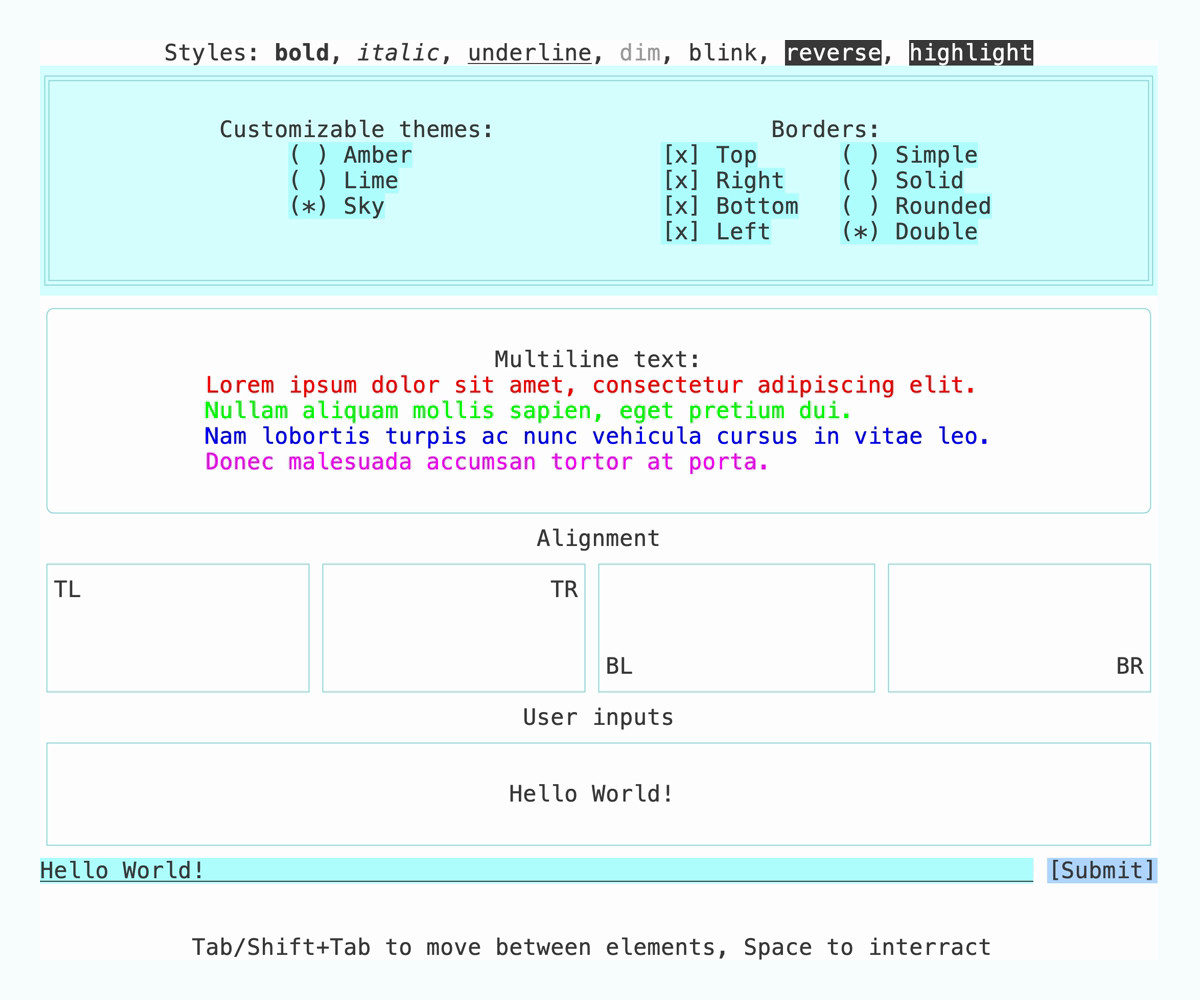 Styles: bold, italic, underline, dim, blink, reverse, highlight
Customizable themes:
( ) Amber
( ) Lime
(*) Sky
Borders:
[x] Top ( ) Simple
[x] Right ( ) Solid
[x] Bottom ( ) Rounded
[x] Left (*) Double
Multiline text:
Lorem ipsum dolor sit amet, consectetur adipiscing elit.
Nullam aliquam mollis sapien, eget pretium dui.
Nam lobortis turpis ac nunc vehicula cursus in vitae leo.
Donec malesuada accumsan tortor at porta.
Alignment
TL
TR
BL
BR
User inputs
Hello World!
Hello World! [Submit]
Tab/Shift+Tab to move between elements, Space to interract